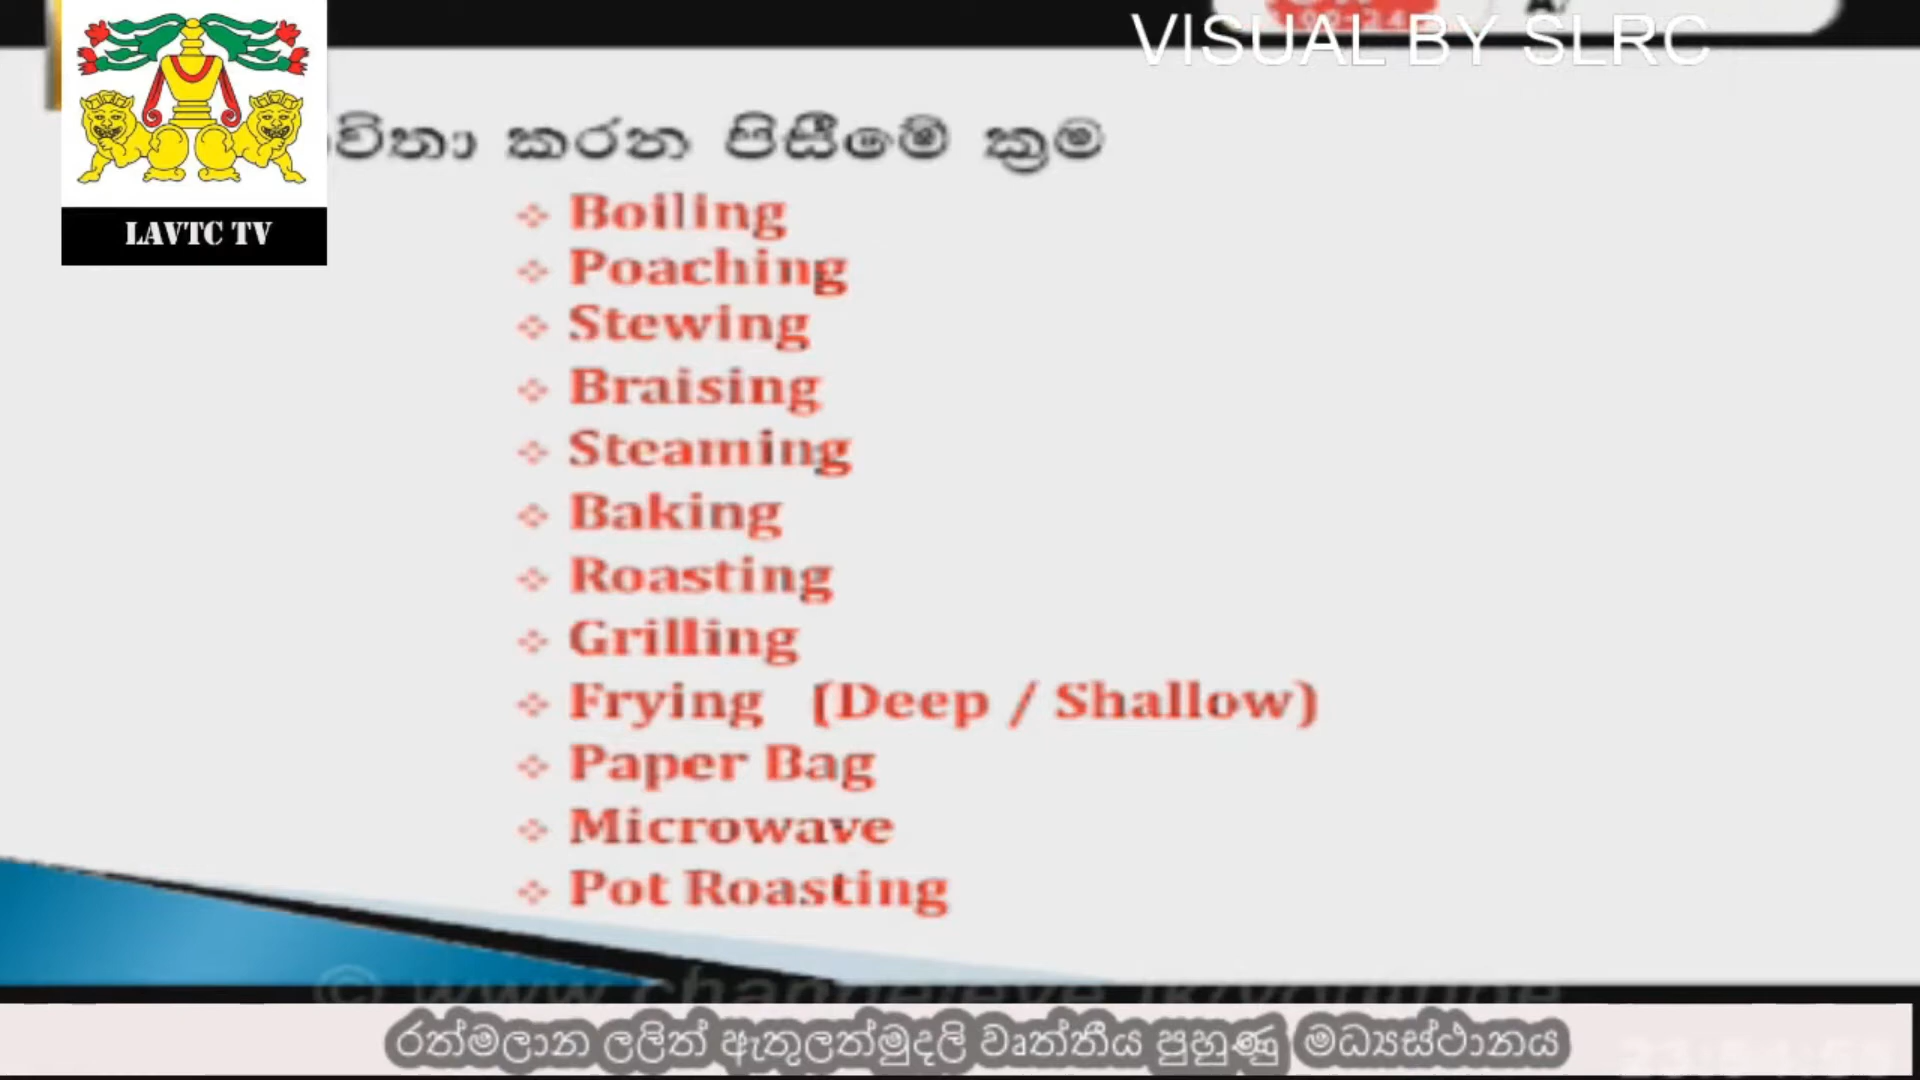 VISUAL BY SLRC
LAVTC TV
කරන පිසීමේ ක්‍රම
Boiling
Poaching
Stewing
Braising
Steaming
Baking
Roasting
Grilling
Frying (Deep / Shallow)
Paper Bag
Microwave
Pot Roasting
රත්මලාන ලලිත් ඇතුලත්මුදලි වෘත්තීය පුහුණු මධ්‍යස්ථානය